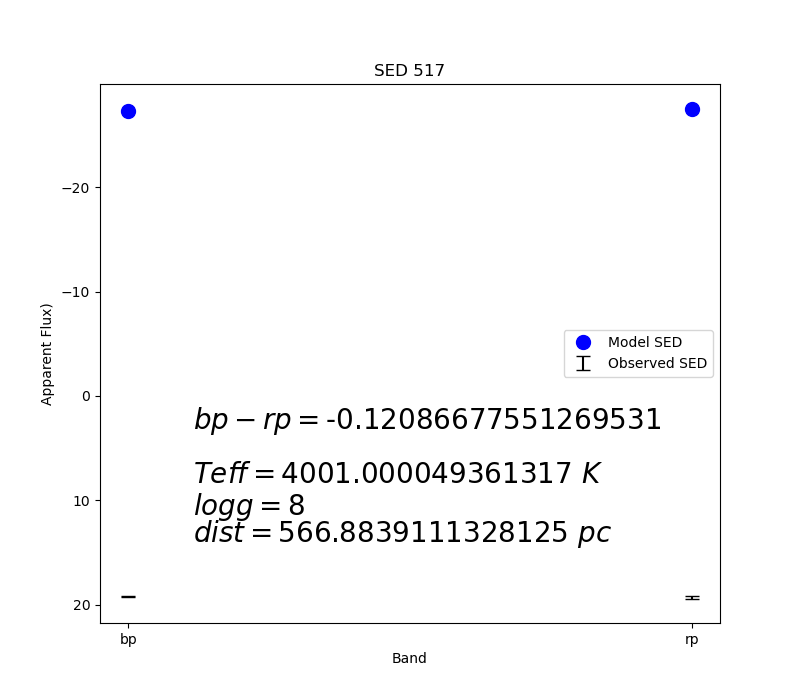 SED 517
Apparent Flux)
−20
−10
0
10
20
Model SED
Observed SED
bp − rp = -0.12086677551269531
Teff = 4001.000049361317 K
logg = 8
dist = 566.8839111328125 pc
bp
rp
Band